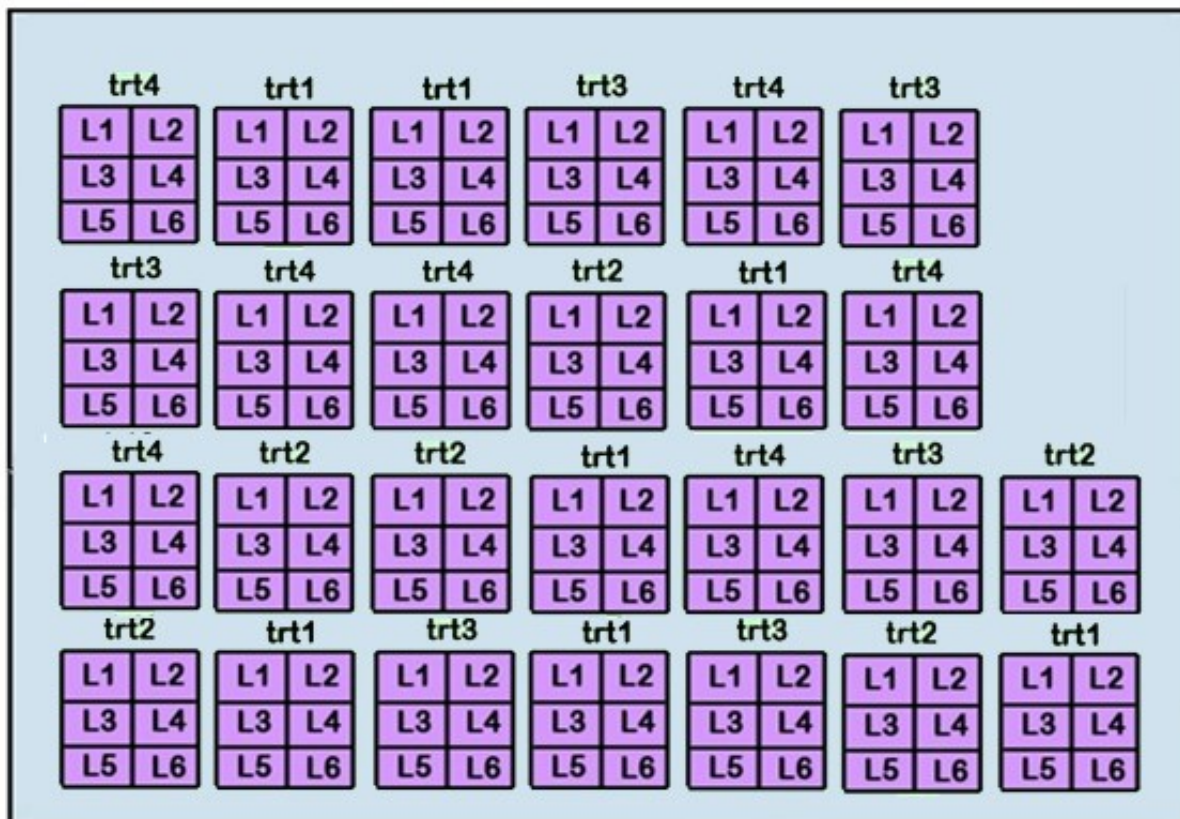 trt4 trt1 trt1 trt3 trt4 trt3
L1 L2 L1 L2 L1 L2 L1 L2 L1 L2 L1 L2
L3 L4 L3 L4 L3 L4 L3 L4 L3 L4 L3 L4
L5 L6 L5 L6 L5 L6 L5 L6 L5 L6 L5 L6
trt3 trt4 trt4 trt2 trt1 trt4
L1 L2 L1 L2 L1 L2 L1 L2 L1 L2 L1 L2
L3 L4 L3 L4 L3 L4 L3 L4 L3 L4 L3 L4
L5 L6 L5 L6 L5 L6 L5 L6 L5 L6 L5 L6
trt4 trt2 trt2 trt1 trt4 trt3 trt2
L1 L2 L1 L2 L1 L2 L1 L2 L1 L2 L1 L2 L1 L2
L3 L4 L3 L4 L3 L4 L3 L4 L3 L4 L3 L4 L3 L4
L5 L6 L5 L6 L5 L6 L5 L6 L5 L6 L5 L6 L5 L6
trt2 trt1 trt3 trt1 trt3 trt2 trt1
L1 L2 L1 L2 L1 L2 L1 L2 L1 L2 L1 L2 L1 L2
L3 L4 L3 L4 L3 L4 L3 L4 L3 L4 L3 L4 L3 L4
L5 L6 L5 L6 L5 L6 L5 L6 L5 L6 L5 L6 L5 L6